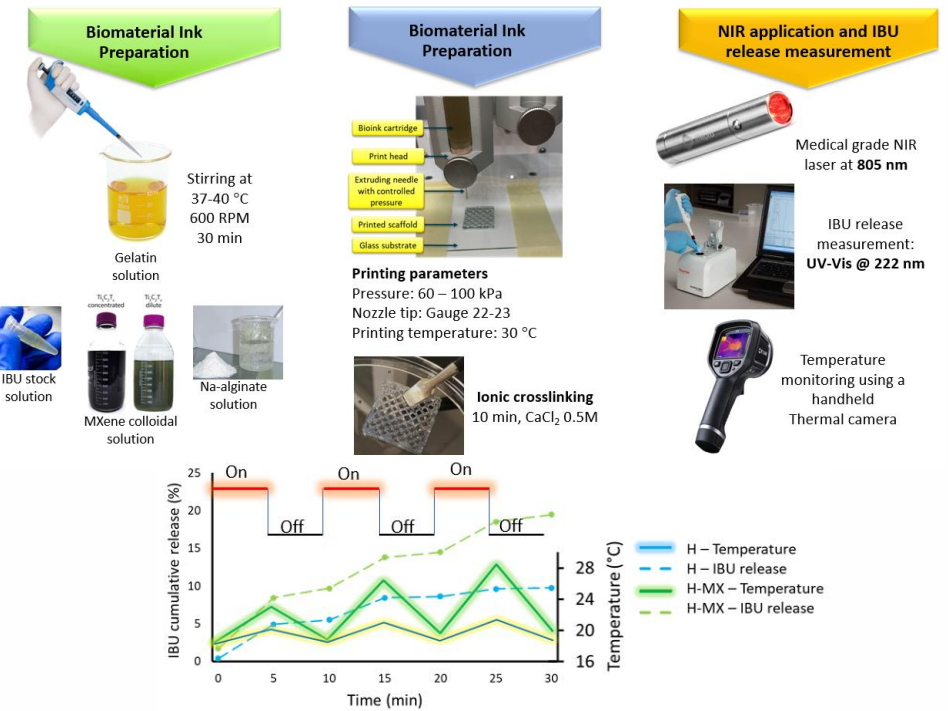 Biomaterial Ink
Preparation
Stirring at
37-40 °C
600 RPM
30 min
Gelatin
solution
Ti₃C₂Tₓ
concentrated
Ti₃C₂Tₓ
dilute
IBU stock
solution
MXene colloidal
solution
Na-alginate
solution
Biomaterial Ink
Preparation
Bioink cartridge
Print head
Extruding needle
with controlled
pressure
Printed scaffold
Glass substrate
Printing parameters
Pressure: 60 – 100 kPa
Nozzle tip: Gauge 22-23
Printing temperature: 30 °C
Ionic crosslinking
10 min, CaCl₂ 0.5M
NIR application and IBU
release measurement
Medical grade NIR
laser at 805 nm
IBU release
measurement:
UV-Vis @ 222 nm
Temperature
monitoring using a
handheld
Thermal camera
IBU cumulative release (%)
25
20
15
10
5
0
On
Off
On
Off
On
Off
0 5 10 15 20 25 30
Time (min)
28
24
20
16
Temperature (°C)
H – Temperature
H – IBU release
H-MX – Temperature
H-MX – IBU release